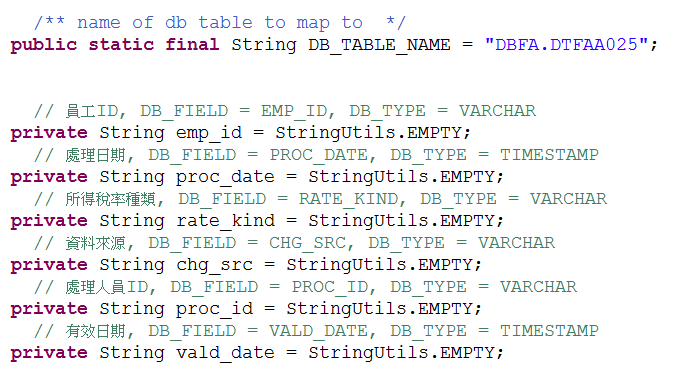 /** name of db table to map to  */
public static final String DB_TABLE_NAME = "DBFA.DTFAA025";
// 員工ID, DB_FIELD = EMP_ID, DB_TYPE = VARCHAR
private String emp_id = StringUtils.EMPTY;
// 處理日期, DB_FIELD = PROC_DATE, DB_TYPE = TIMESTAMP
private String proc_date = StringUtils.EMPTY;
// 所得稅率種類, DB_FIELD = RATE_KIND, DB_TYPE = VARCHAR
private String rate_kind = StringUtils.EMPTY;
// 資料來源, DB_FIELD = CHG_SRC, DB_TYPE = VARCHAR
private String chg_src = StringUtils.EMPTY;
// 處理人員ID, DB_FIELD = PROC_ID, DB_TYPE = VARCHAR
private String proc_id = StringUtils.EMPTY;
// 有效日期, DB_FIELD = VALD_DATE, DB_TYPE = TIMESTAMP
private String vald_date = StringUtils.EMPTY;